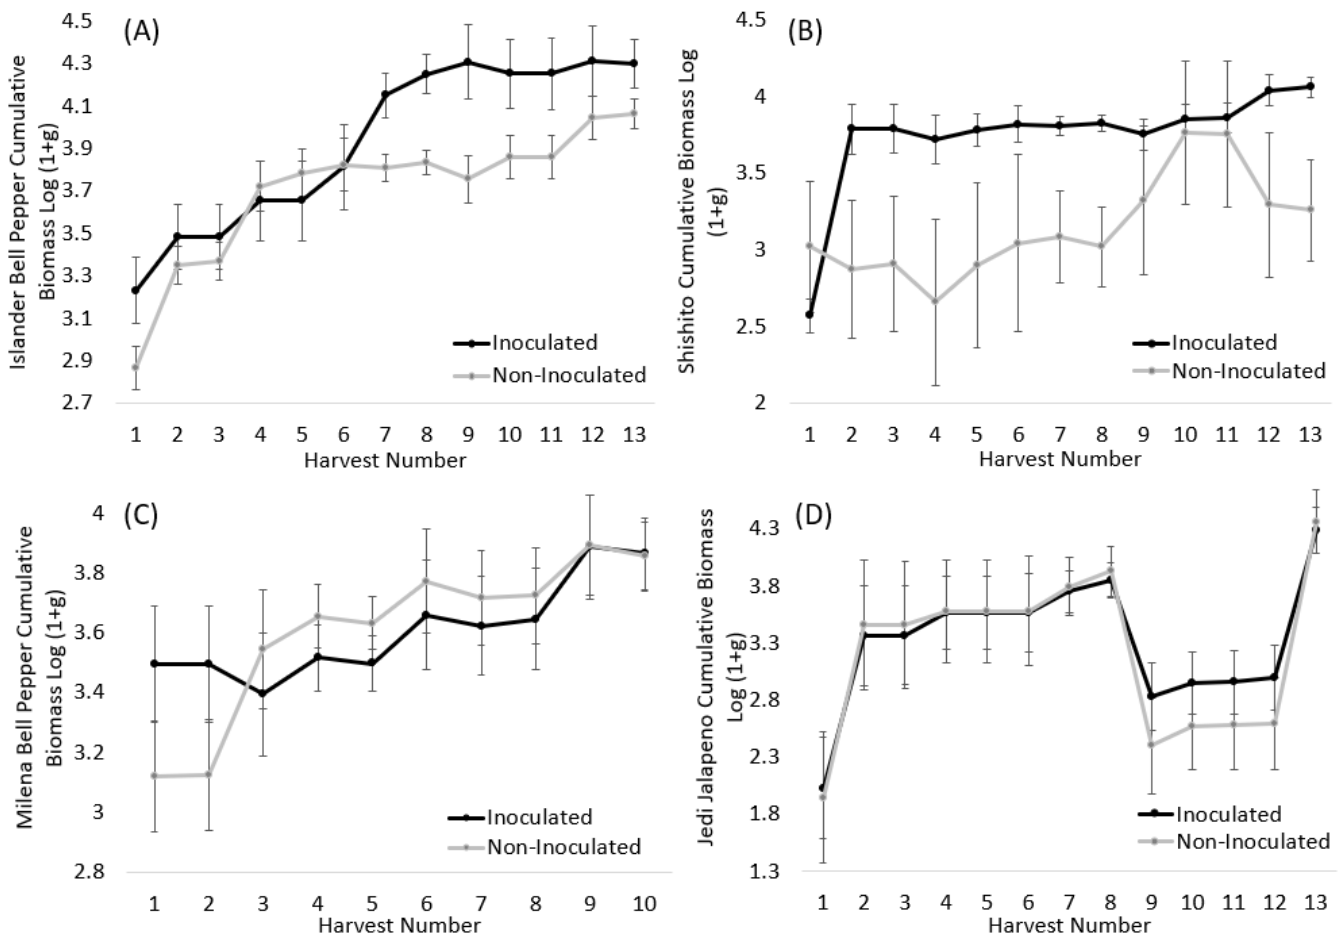 (A)
Islander Bell Pepper Cumulative
Biomass Log (1+g)
4.5
4.3
4.1
3.9
3.7
3.5
3.3
3.1
2.9
2.7
Inoculated
Non-Inoculated
1 2 3 4 5 6 7 8 9 10 11 12 13
Harvest Number
(B)
Shishito Cumulative Biomass Log
(1+g)
4.5
4
3.5
3
2.5
2
Inoculated
Non-Inoculated
1 2 3 4 5 6 7 8 9 10 11 12 13
Harvest Number
(C)
Milena Bell Pepper Cumulative
Biomass Log (1+g)
4
3.8
3.6
3.4
3.2
3
2.8
Inoculated
Non-Inoculated
1 2 3 4 5 6 7 8 9 10
Harvest Number
(D)
Jedi Jalapeno Cumulative Biomass
Log (1+g)
4.3
3.8
3.3
2.8
2.3
1.8
1.3
Inoculated
Non-Inoculated
1 2 3 4 5 6 7 8 9 10 11 12 13
Harvest Number